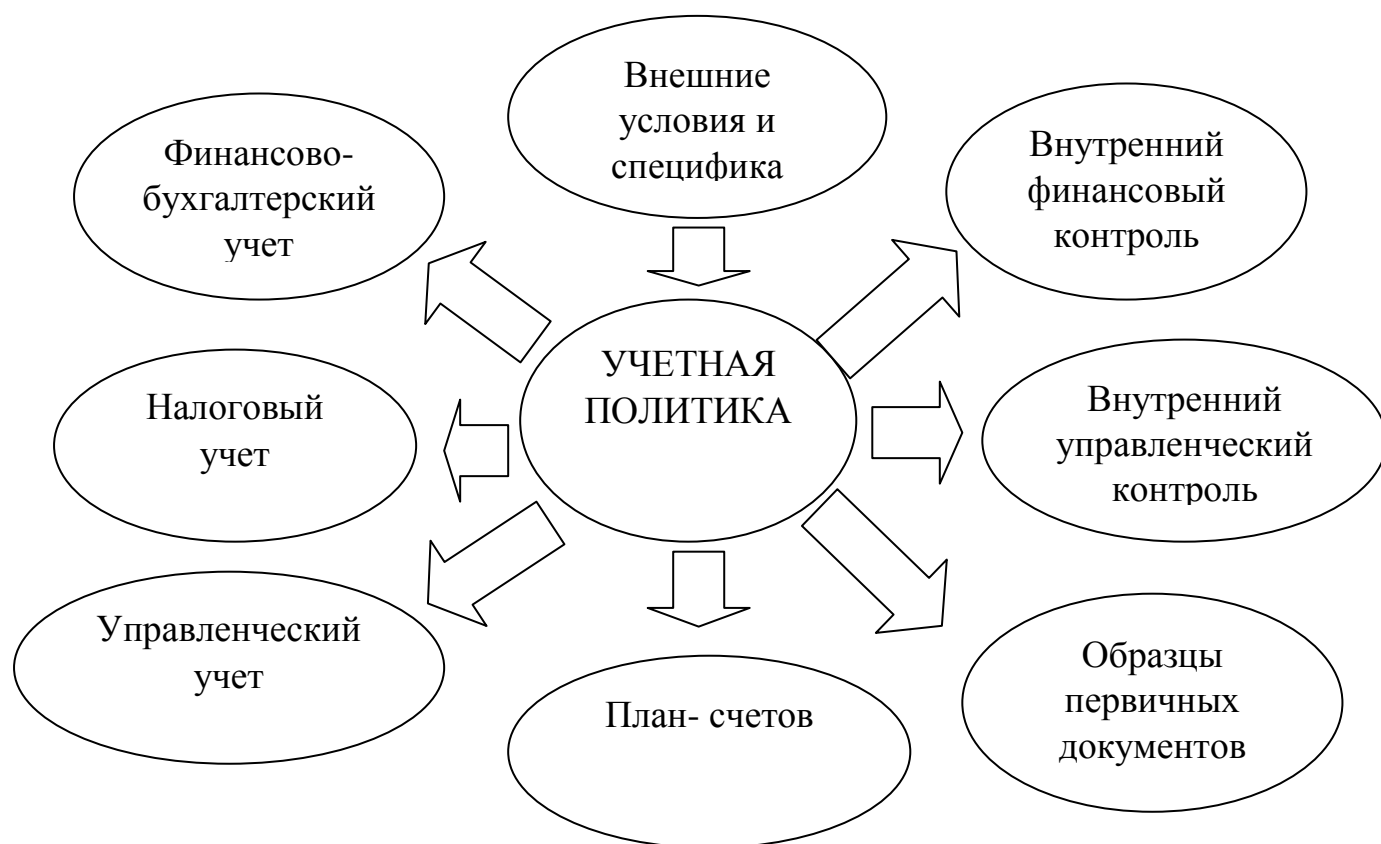 Внешние
условия и
специфика
Финансово-
бухгалтерский
учет
Внутренний
финансовый
контроль
УЧЕТНАЯ
ПОЛИТИКА
Налоговый
учет
Внутренний
управленческий
контроль
Управленческий
учет
План- счетов
Образцы
первичных
документов